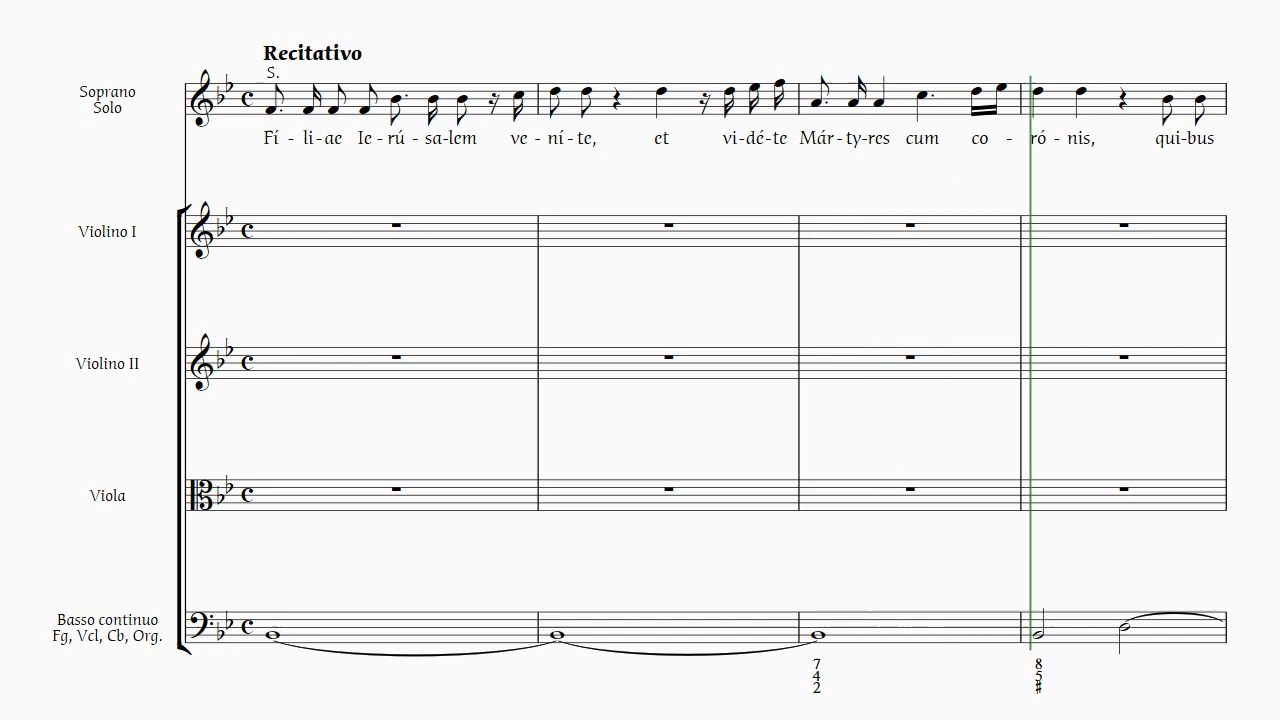 Recitativo
S.
Soprano
Solo
Fí - li - ae Ie - rú - sa - lem ve - ní - te, et vi - dé - te Már - ty - res cum co - ró - nis, qui - bus
Violino I
Violino II
Viola
Basso continuo
Fg, Vcl, Cb, Org.
7 8
4 5
2 #